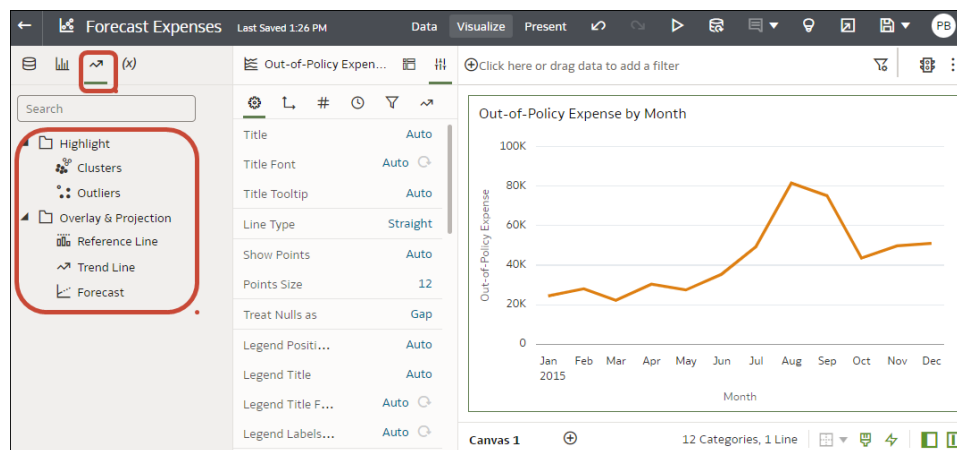 Forecast Expenses Last Saved 1:26 PM Data Visualize Present PB
(x)
Search
Highlight
Clusters
Outliers
Overlay & Projection
Reference Line
Trend Line
Forecast
Out-of-Policy Expen...
#
Title Auto
Title Font Auto
Title Tooltip Auto
Line Type Straight
Show Points Auto
Points Size 12
Treat Nulls as Gap
Legend Positi... Auto
Legend Title Auto
Legend Title F... Auto
Legend Labels... Auto
Click here or drag data to add a filter
Out-of-Policy Expense by Month
Out-of-Policy Expense
100K
80K
60K
40K
20K
0
Jan Feb Mar Apr May Jun Jul Aug Sep Oct Nov Dec
2015
Month
Canvas 1 12 Categories, 1 Line